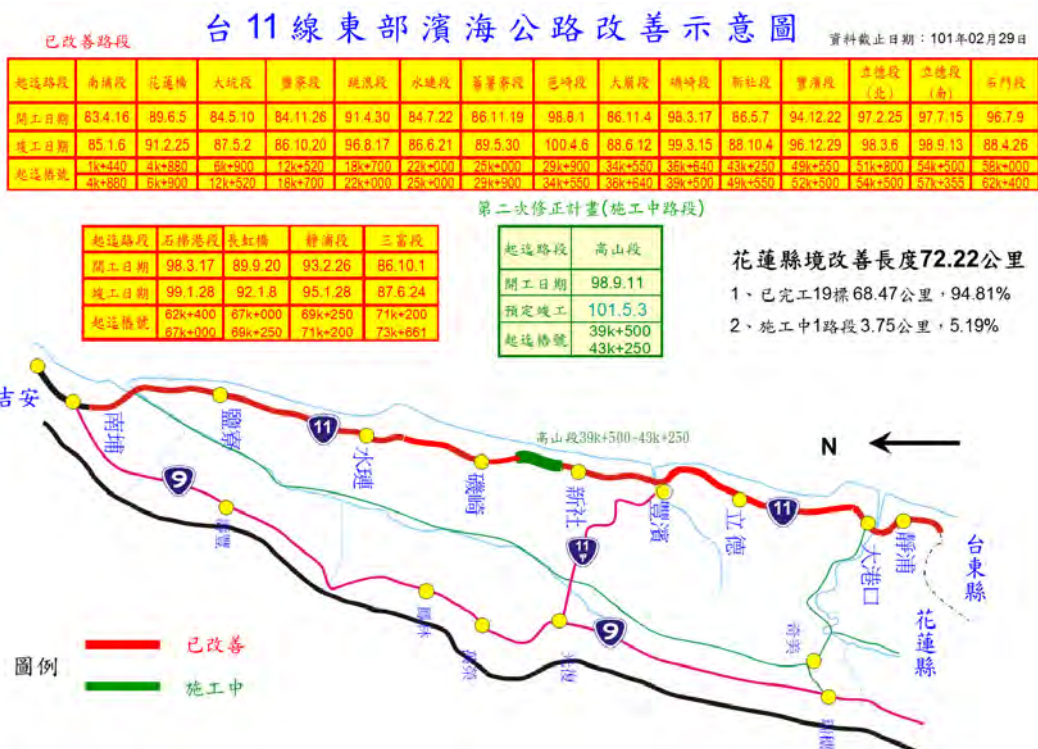 台11線東部濱海公路改善示意圖
已改善路段
資料截止日期：101年02月29日
起迄路段 南埔段 花蓮橋 大坑段 鹽寮段 跳浪段 水璉段 蕃薯寮段 芭崎段 大崩段 磯崎段 新社段 豐濱段 立德段(北) 立德段(南) 石門段
開工日期 83.4.16 89.6.5 84.5.10 84.11.26 91.4.30 84.7.22 86.11.19 98.8.1 86.11.4 98.3.17 86.5.7 94.12.22 97.2.25 97.7.15 96.7.9
竣工日期 85.1.6 91.2.25 87.5.2 86.10.20 96.8.17 86.6.21 89.5.30 100.4.6 88.6.12 99.3.15 88.10.4 96.12.29 98.3.6 98.9.13 88.4.26
起迄樁號 1k+440 4k+880 6k+900 12k+520 18k+700 22k+000 25k+000 29k+900 34k+550 36k+640 43k+250 49k+550 51k+800 54k+500 58k+000
4k+880 6k+900 12k+520 18k+700 22k+000 25k+000 29k+900 34k+550 36k+640 39k+500 49k+550 52k+500 54k+500 57k+355 62k+400
第二次修正計畫(施工中路段)
起迄路段 石梯港段 長虹橋 靜浦段 三富段
開工日期 98.3.17 89.9.20 93.2.26 86.10.1
竣工日期 99.1.28 92.1.8 95.1.28 87.6.24
起迄樁號 62k+400 67k+000 69k+250 71k+200
67k+000 69k+250 71k+200 73k+661
起迄路段 高山段
開工日期 98.9.11
預定竣工 101.5.3
起迄樁號 39k+500
43k+250
花蓮縣境改善長度72.22公里
1、已完工19標68.47公里，94.81%
2、施工中1路段3.75公里，5.19%
吉安
南埔
鹽寮
11
水璉
磯崎
高山段39k+500-43k+250
新社
豐濱
立德
11
大港口
靜浦
N
台東縣
花蓮縣
9
壽豐
鳳林
11甲
光復
9
奇美
瑞穗
圖例
已改善
施工中